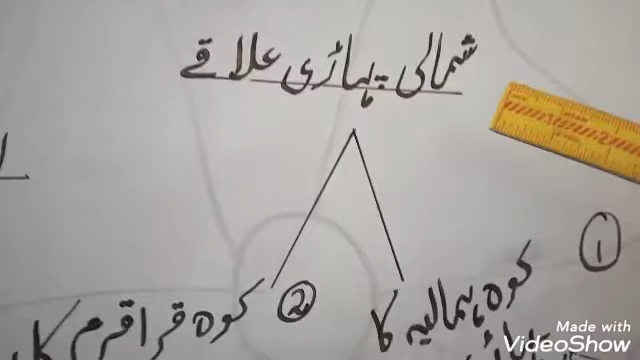 شمالی پہاڑی علاقے
① کوہ ہمالیہ کا
② کوہ قراقرم کا
Made with
VideoShow